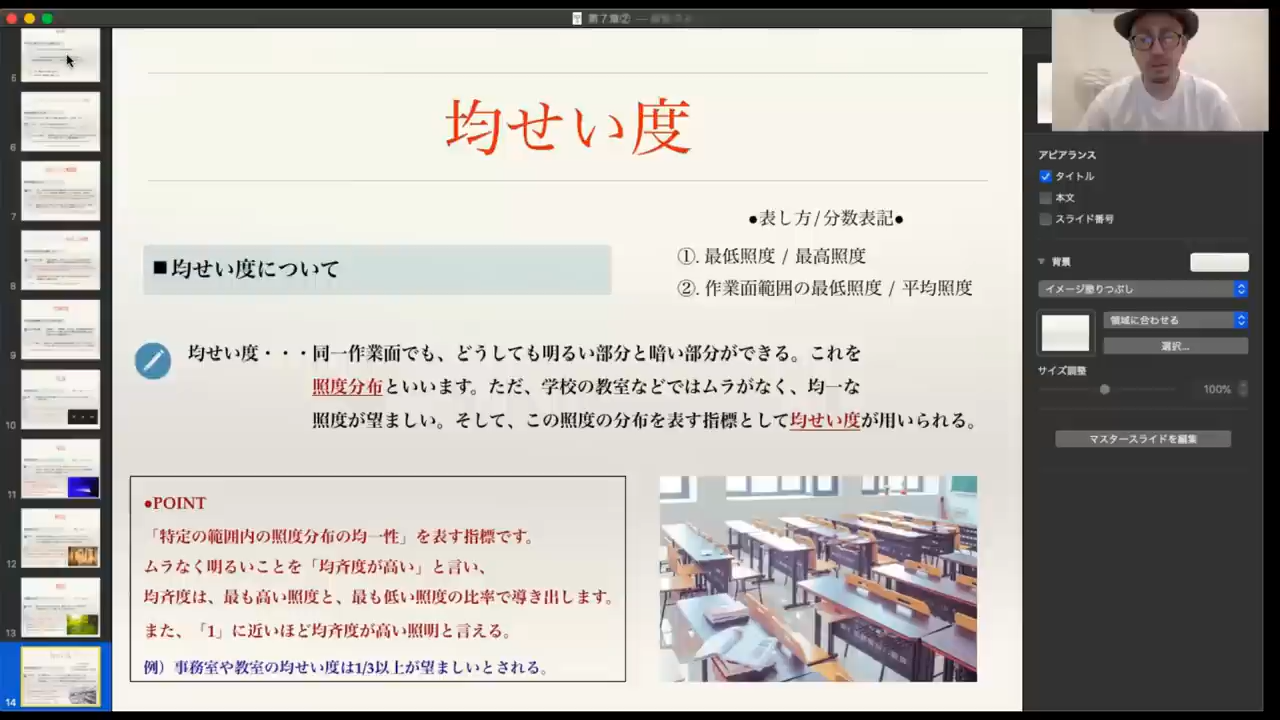 第7章②
均せい度
●表し方/分数表記●
①. 最低照度 / 最高照度
②. 作業面範囲の最低照度 / 平均照度
■均せい度について
均せい度・・・同一作業面でも、どうしても明るい部分と暗い部分ができる。これを
照度分布といいます。ただ、学校の教室などではムラがなく、均一な
照度が望ましい。そして、この照度の分布を表す指標として均せい度が用いられる。
●POINT
「特定の範囲内の照度分布の均一性」を表す指標です。
ムラなく明るいことを「均斉度が高い」と言い、
均斉度は、最も高い照度と、最も低い照度の比率で導き出します。
また、「1」に近いほど均斉度が高い照明と言える。
例）事務室や教室の均せい度は1/3以上が望ましいとされる。
5
6
7
8
9
10
11
12
13
14
アピアランス
タイトル
本文
スライド番号
背景
イメージ塗りつぶし
領域に合わせる
選択...
サイズ調整
100%
マスタースライドを編集